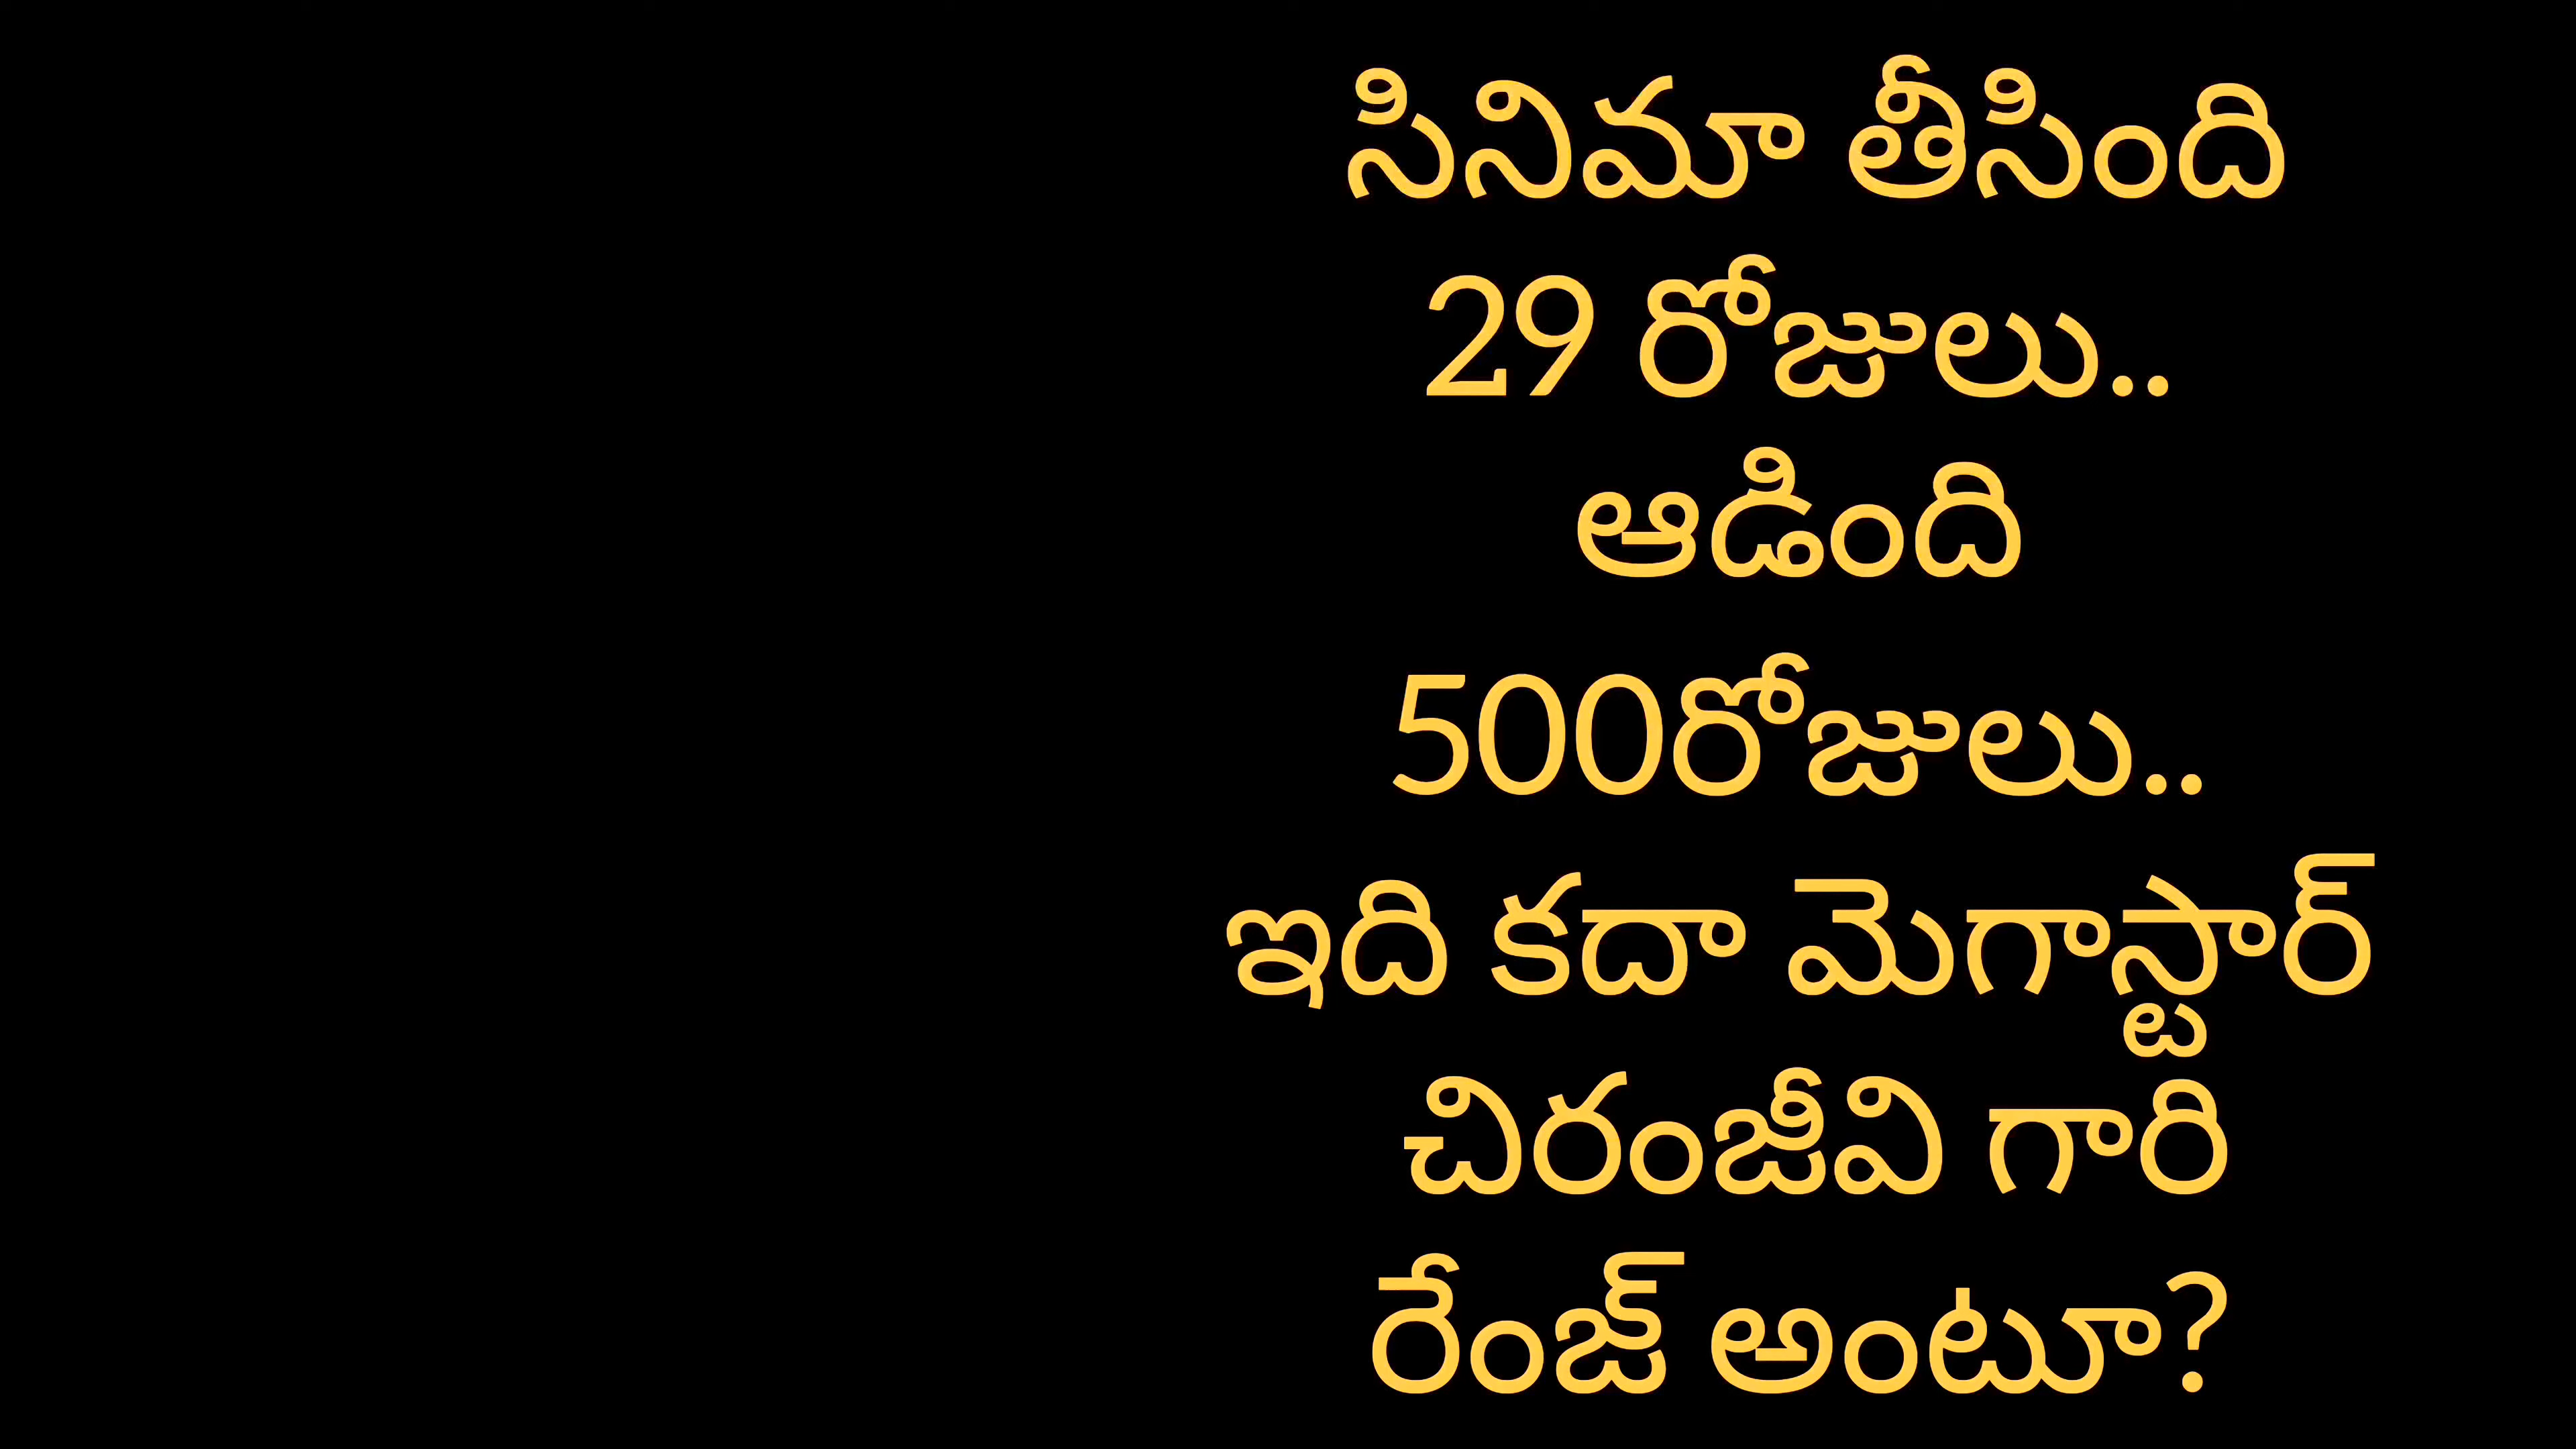 సినిమా తీసింది
29 రోజులు..
ఆడింది
500రోజులు..
ఇది కదా మెగాస్టార్
చిరంజీవి గారి
రేంజ్ అంటూ?